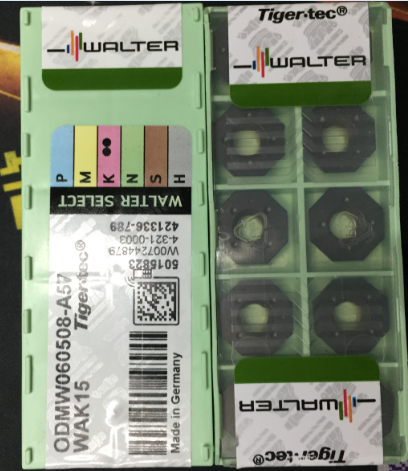 WALTER
P M K N S H
WALTER SELECT
421336-789
4-321-0003
W007244879
5015823
Tiger·tec®
ODMW060508-A57
WAK15
Made in Germany
Tiger·tec®
WALTER
WALTER
Tiger·tec®